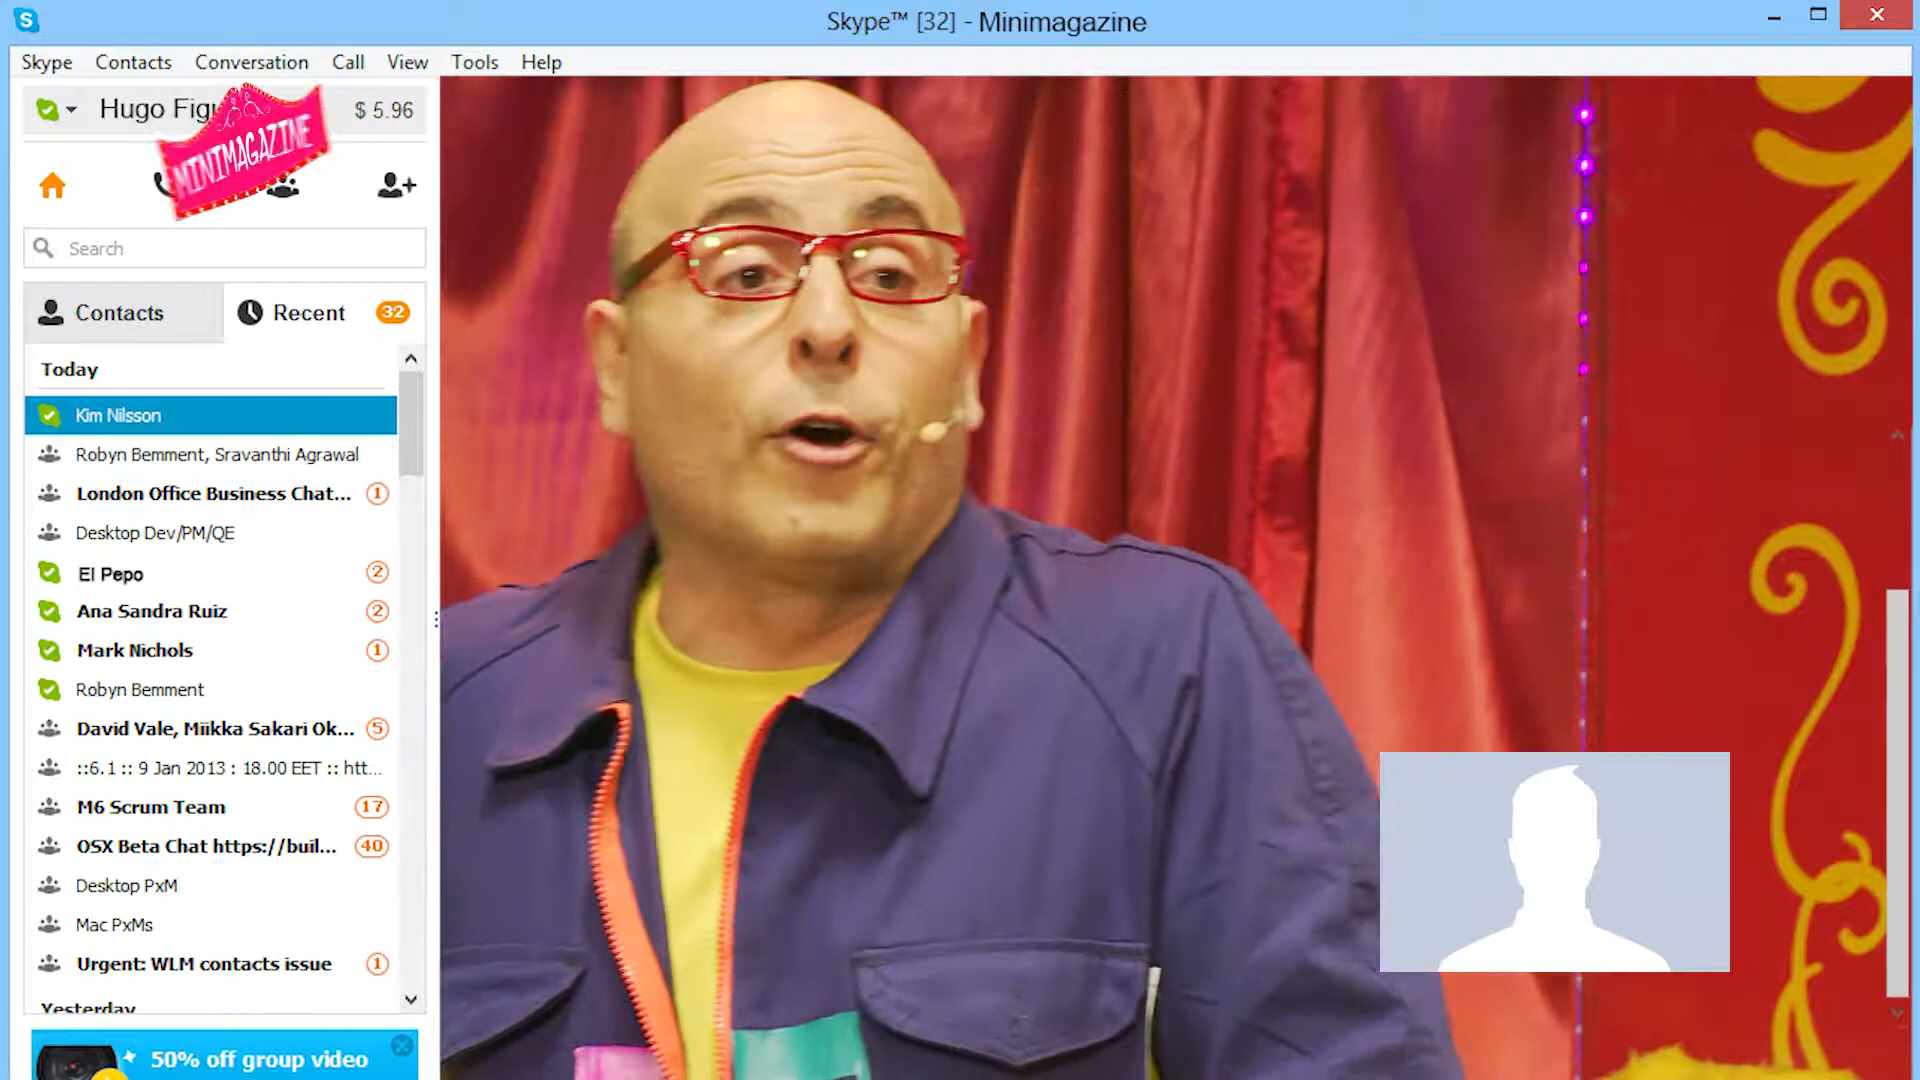 S
Skype™ [32] - Minimagazine
Skype Contacts Conversation Call View Tools Help
Hugo Figu
$ 5.96
MINIMAGAZINE
Search
Contacts
Recent 32
Today
Kim Nilsson
Robyn Bemment, Sravanthi Agrawal
London Office Business Chat... 1
Desktop Dev/PM/QE
El Pepo 2
Ana Sandra Ruiz 2
Mark Nichols 1
Robyn Bemment
David Vale, Miikka Sakari Ok... 5
::6.1 :: 9 Jan 2013 : 18.00 EET :: htt...
M6 Scrum Team 17
OSX Beta Chat https://buil... 40
Desktop PxM
Mac PxMs
Urgent: WLM contacts issue 1
Yesterday
50% off group video